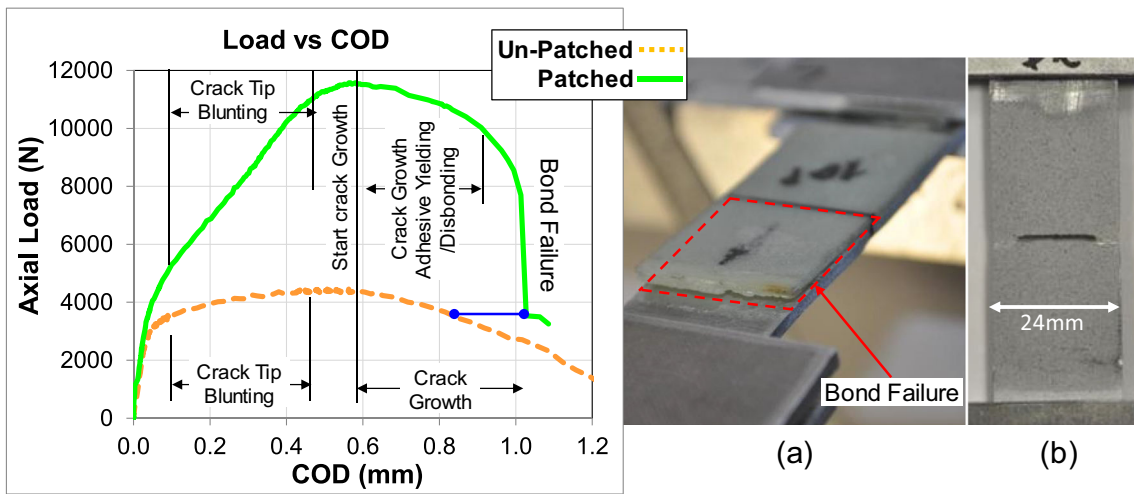 Load vs COD
Un-Patched
Patched
12000
10000
8000
6000
4000
2000
0
Axial Load (N)
Crack Tip
Blunting
Start crack Growth
Crack Growth
Adhesive Yielding
/Disbonding
Bond Failure
Crack Tip
Blunting
Crack
Growth
0.0 0.2 0.4 0.6 0.8 1.0 1.2
COD (mm)
101
Bond Failure
(a)
24mm
(b)